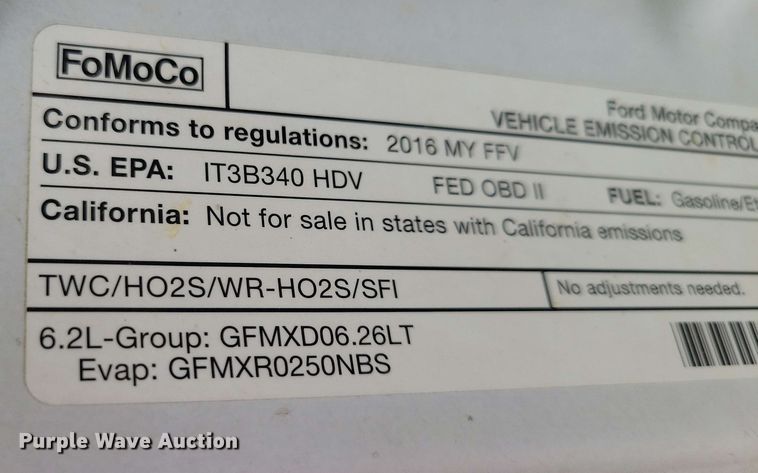 FoMoCo
Ford Motor Compa
VEHICLE EMISSION CONTROL
Conforms to regulations: 2016 MY FFV
U.S. EPA: IT3B340 HDV FED OBD II FUEL: Gasoline/Et
California: Not for sale in states with California emissions
TWC/HO2S/WR-HO2S/SFI No adjustments needed.
6.2L-Group: GFMXD06.26LT
Evap: GFMXR0250NBS
Purple Wave Auction